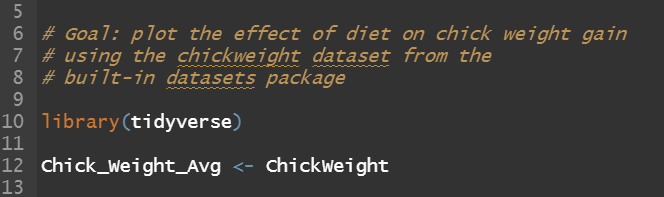 5
6 # Goal: plot the effect of diet on chick weight gain
7 # using the chickweight dataset from the
8 # built-in datasets package
9
10 library(tidyverse)
11
12 Chick_Weight_Avg <- ChickWeight
13